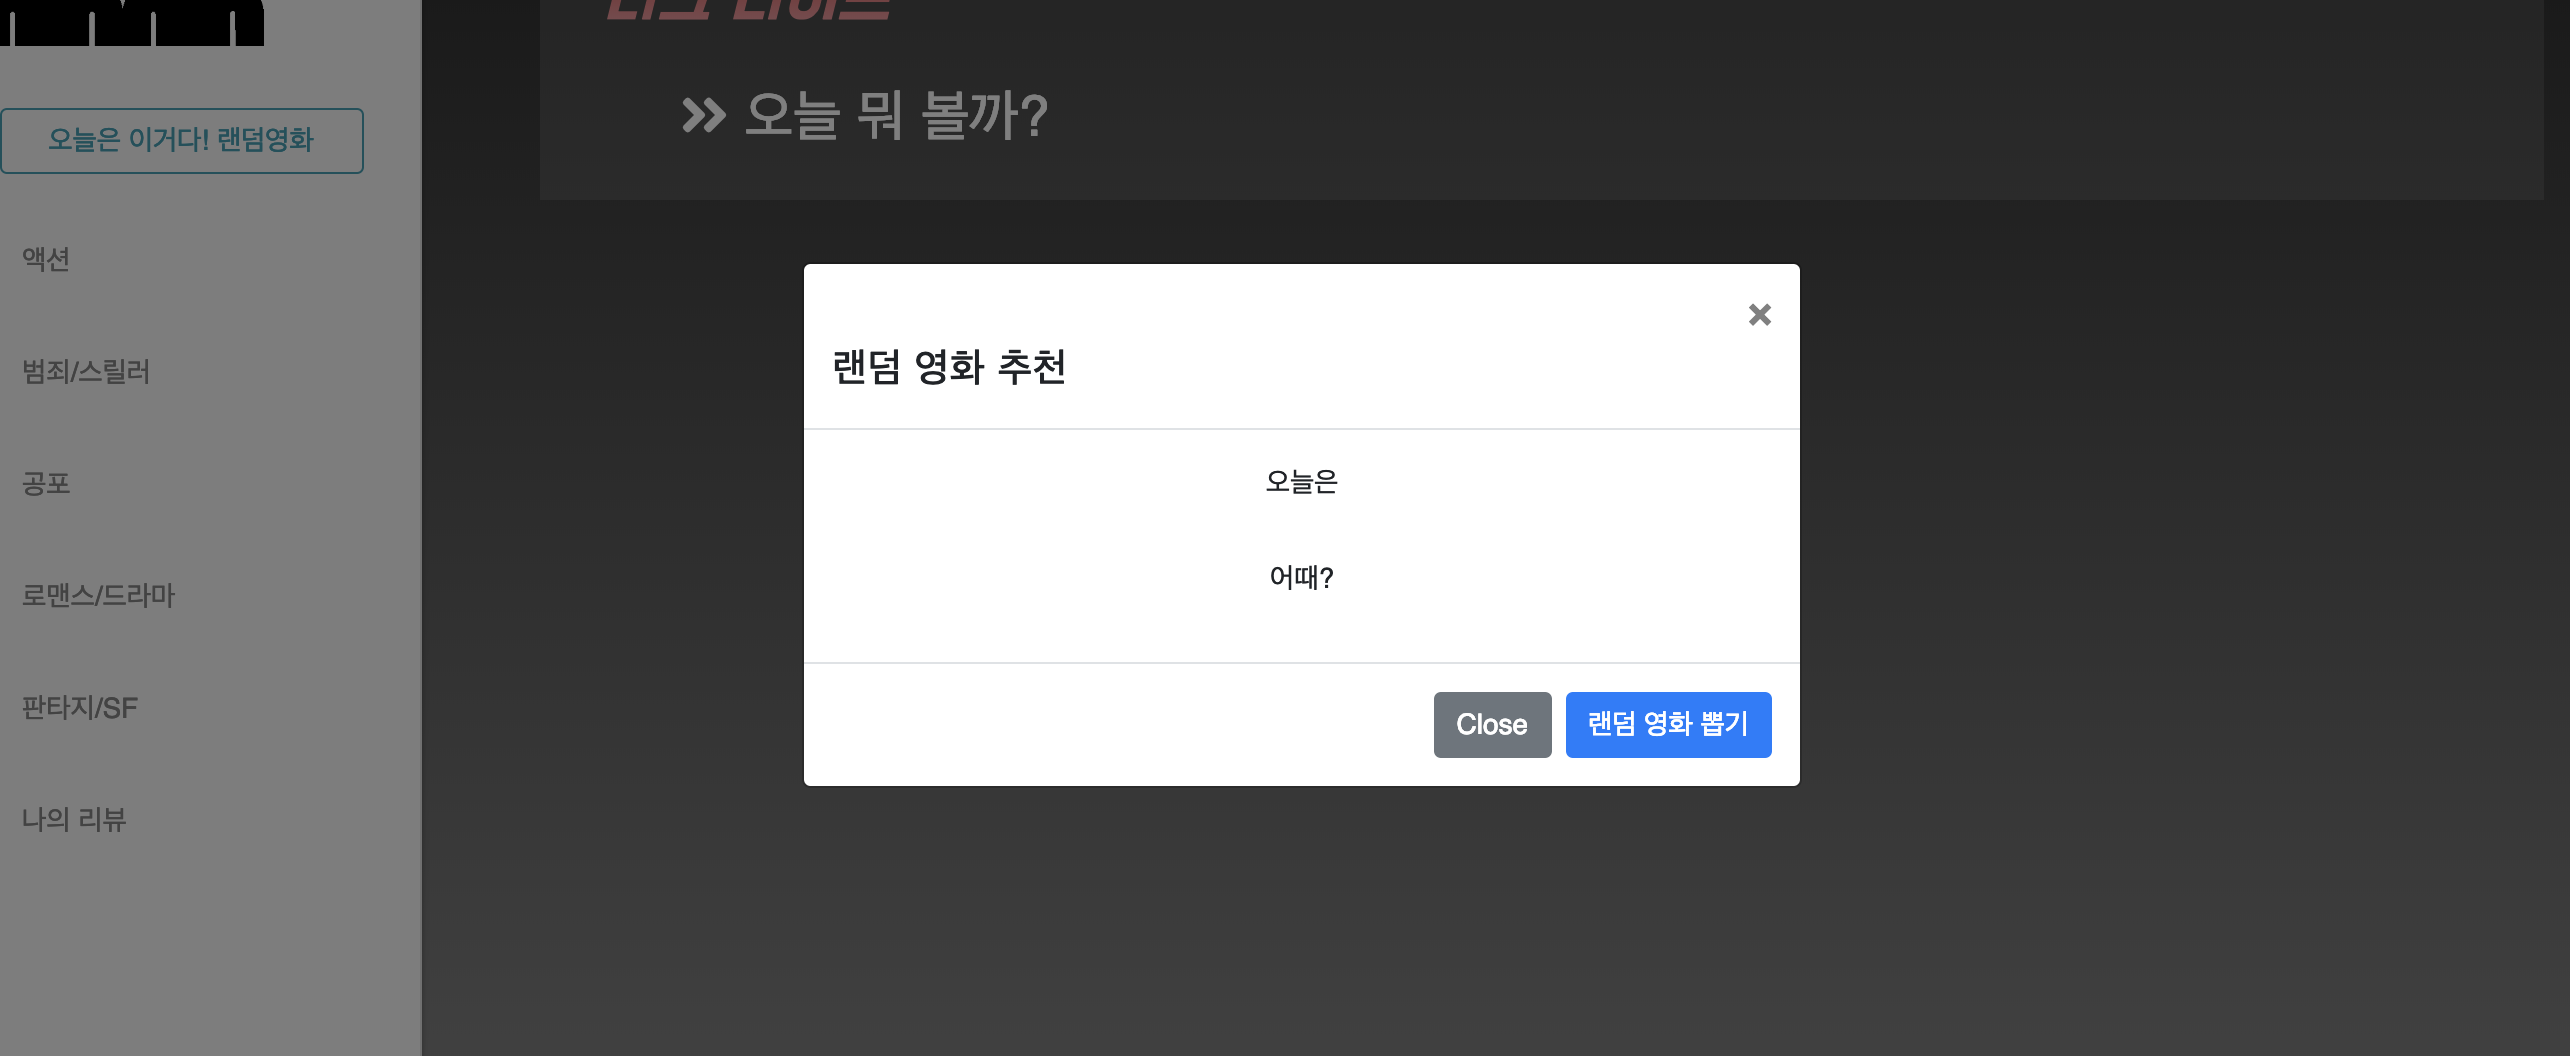 오늘은 이거다! 랜덤영화
액션
범죄/스릴러
공포
로맨스/드라마
판타지/SF
나의 리뷰
오늘 뭐 볼까?
×
랜덤 영화 추천
오늘은
어때?
Close
랜덤 영화 뽑기